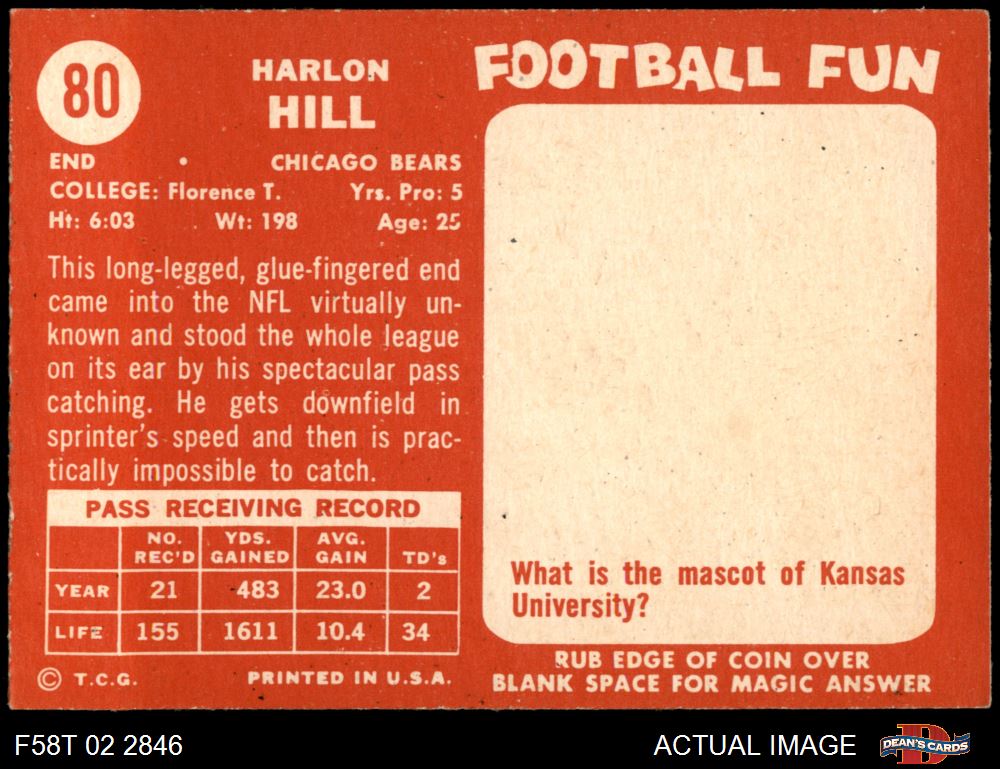 80
HARLON
HILL
END • CHICAGO BEARS
COLLEGE: Florence T. Yrs. Pro: 5
Ht: 6:03 Wt: 198 Age: 25
This long-legged, glue-fingered end
came into the NFL virtually un-
known and stood the whole league
on its ear by his spectacular pass
catching. He gets downfield in
sprinter's speed and then is prac-
tically impossible to catch.
PASS RECEIVING RECORD
NO. REC'D YDS. GAINED AVG. GAIN TD's
YEAR 21 483 23.0 2
LIFE 155 1611 10.4 34
© T.C.G. PRINTED IN U.S.A.
FOOTBALL FUN
What is the mascot of Kansas
University?
RUB EDGE OF COIN OVER
BLANK SPACE FOR MAGIC ANSWER
F58T 02 2846
ACTUAL IMAGE
DEAN'S CARDS